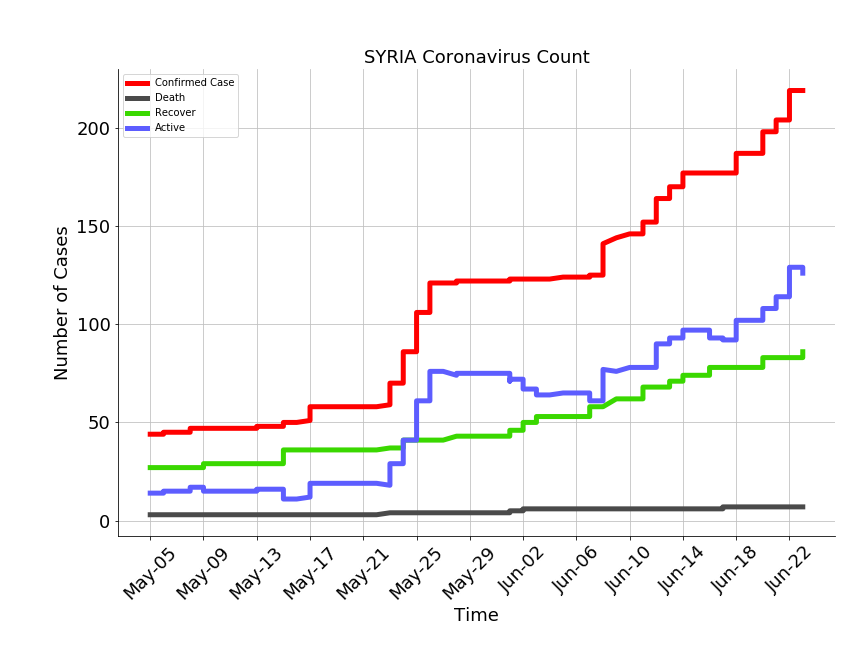 SYRIA Coronavirus Count
Confirmed Case
Death
Recover
Active
Number of Cases
200
150
100
50
0
May-05
May-09
May-13
May-17
May-21
May-25
May-29
Jun-02
Jun-06
Jun-10
Jun-14
Jun-18
Jun-22
Time